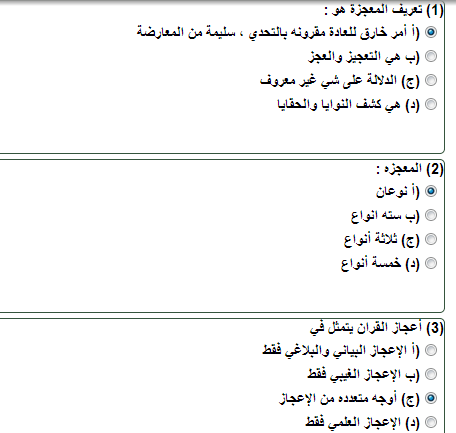 (1) تعريف المعجزة هو :
(أ أمر خارق للعادة مقرونه بالتحدي ، سليمة من المعارضة
(ب هي التعجيز والعجز
(ج) الدلالة على شي غير معروف
(د) هي كشف النوايا والحقايا
(2) المعجزه :
(أ نوعان
(ب سته انواع
(ج) ثلاثة أنواع
(د) خمسة أنواع
(3) أعجاز القران يتمثل في
(أ الإعجاز البياني والبلاغي فقط
(ب الإعجاز الغيبي فقط
(ج) أوجه متعدده من الإعجاز
(د) الإعجاز العلمي فقط